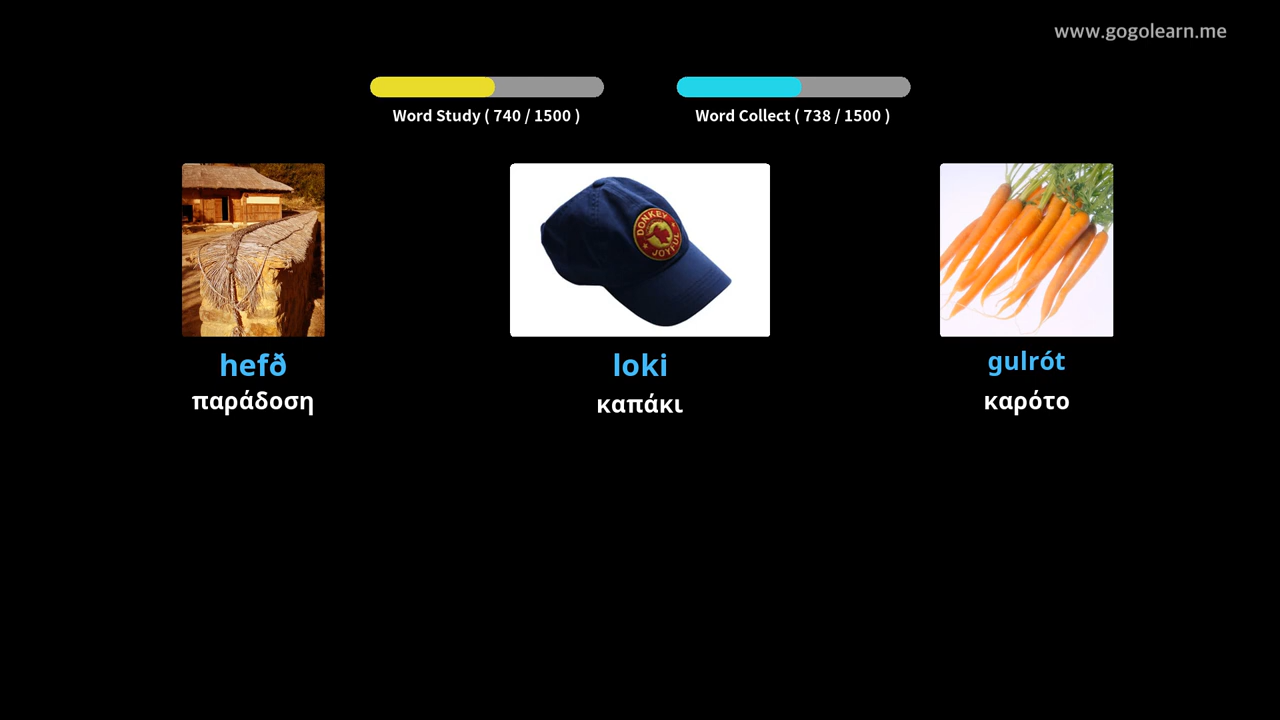 www.gogolearn.me
Word Study ( 740 / 1500 )
Word Collect ( 738 / 1500 )
DONKEY
JOYFUL
hefð
loki
gulrót
παράδοση
καπάκι
καρότο